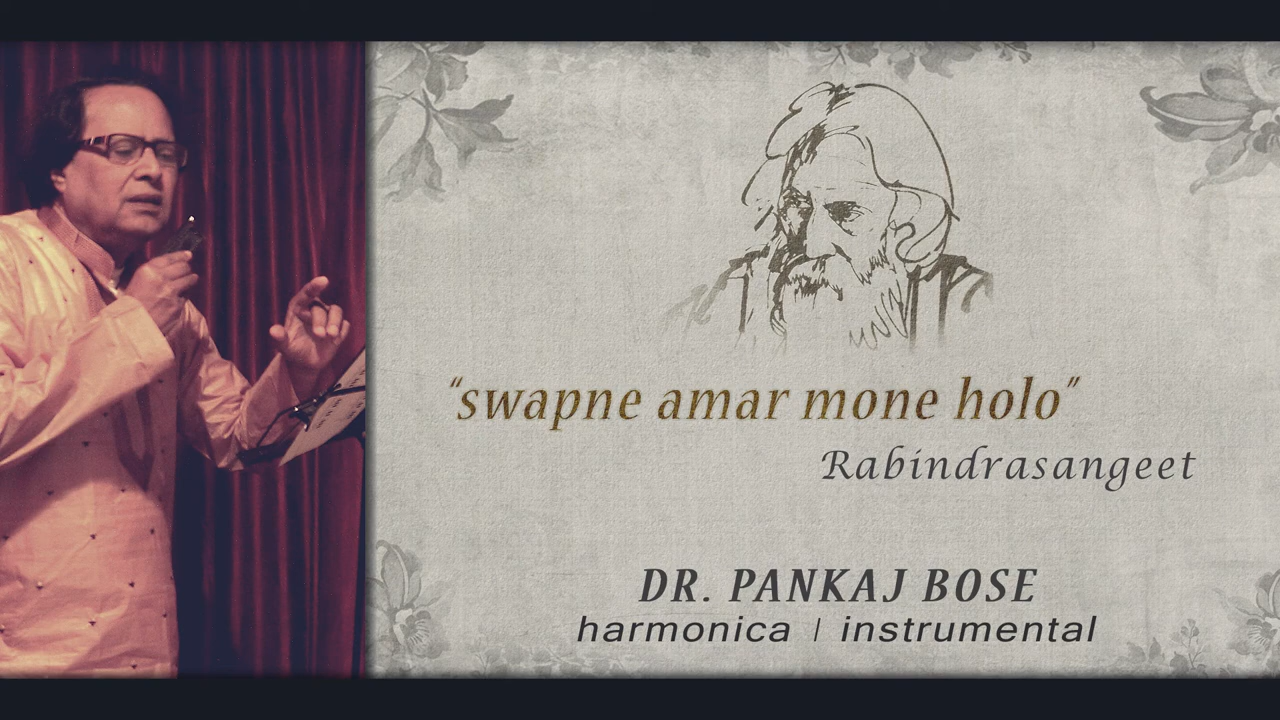 "swapne amar mone holo"
Rabindrasangeet
DR. PANKAJ BOSE
harmonica | instrumental